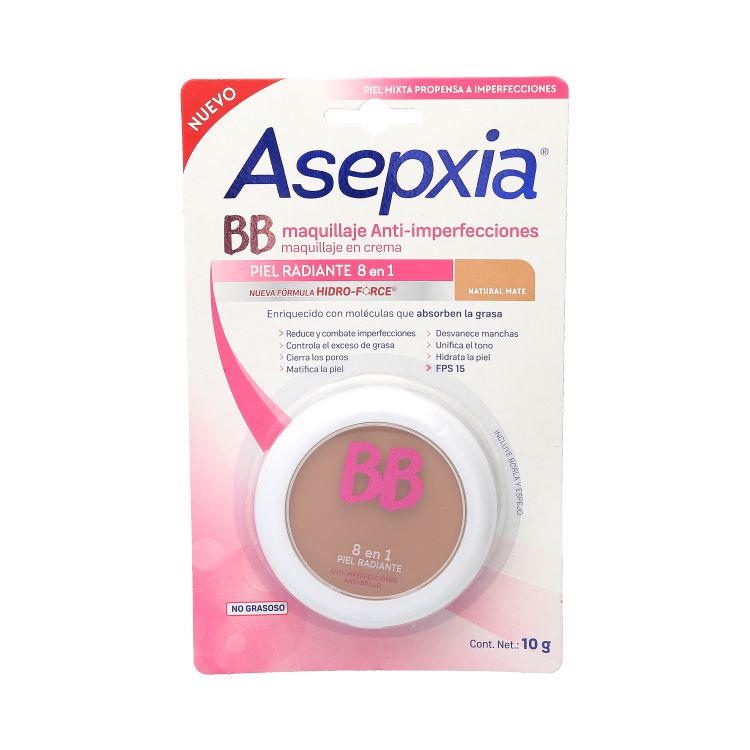 NUEVO
PIEL MIXTA PROPENSA A IMPERFECCIONES
Asepxia®
BB maquillaje Anti-imperfecciones
maquillaje en crema
PIEL RADIANTE 8 en 1
NATURAL MATE
NUEVA FÓRMULA HIDRO-FORCE®
Enriquecido con moléculas que absorben la grasa
> Reduce y combate imperfecciones
> Controla el exceso de grasa
> Cierra los poros
> Matifica la piel
> Desvanece manchas
> Unifica el tono
> Hidrata la piel
> FPS 15
INCLUYE BORLA Y ESPEJO
BB
8 en 1
PIEL RADIANTE
ANTI-IMPERFECCIONES
ANTI-BRILLO
NO GRASOSO
Cont. Net.: 10 g